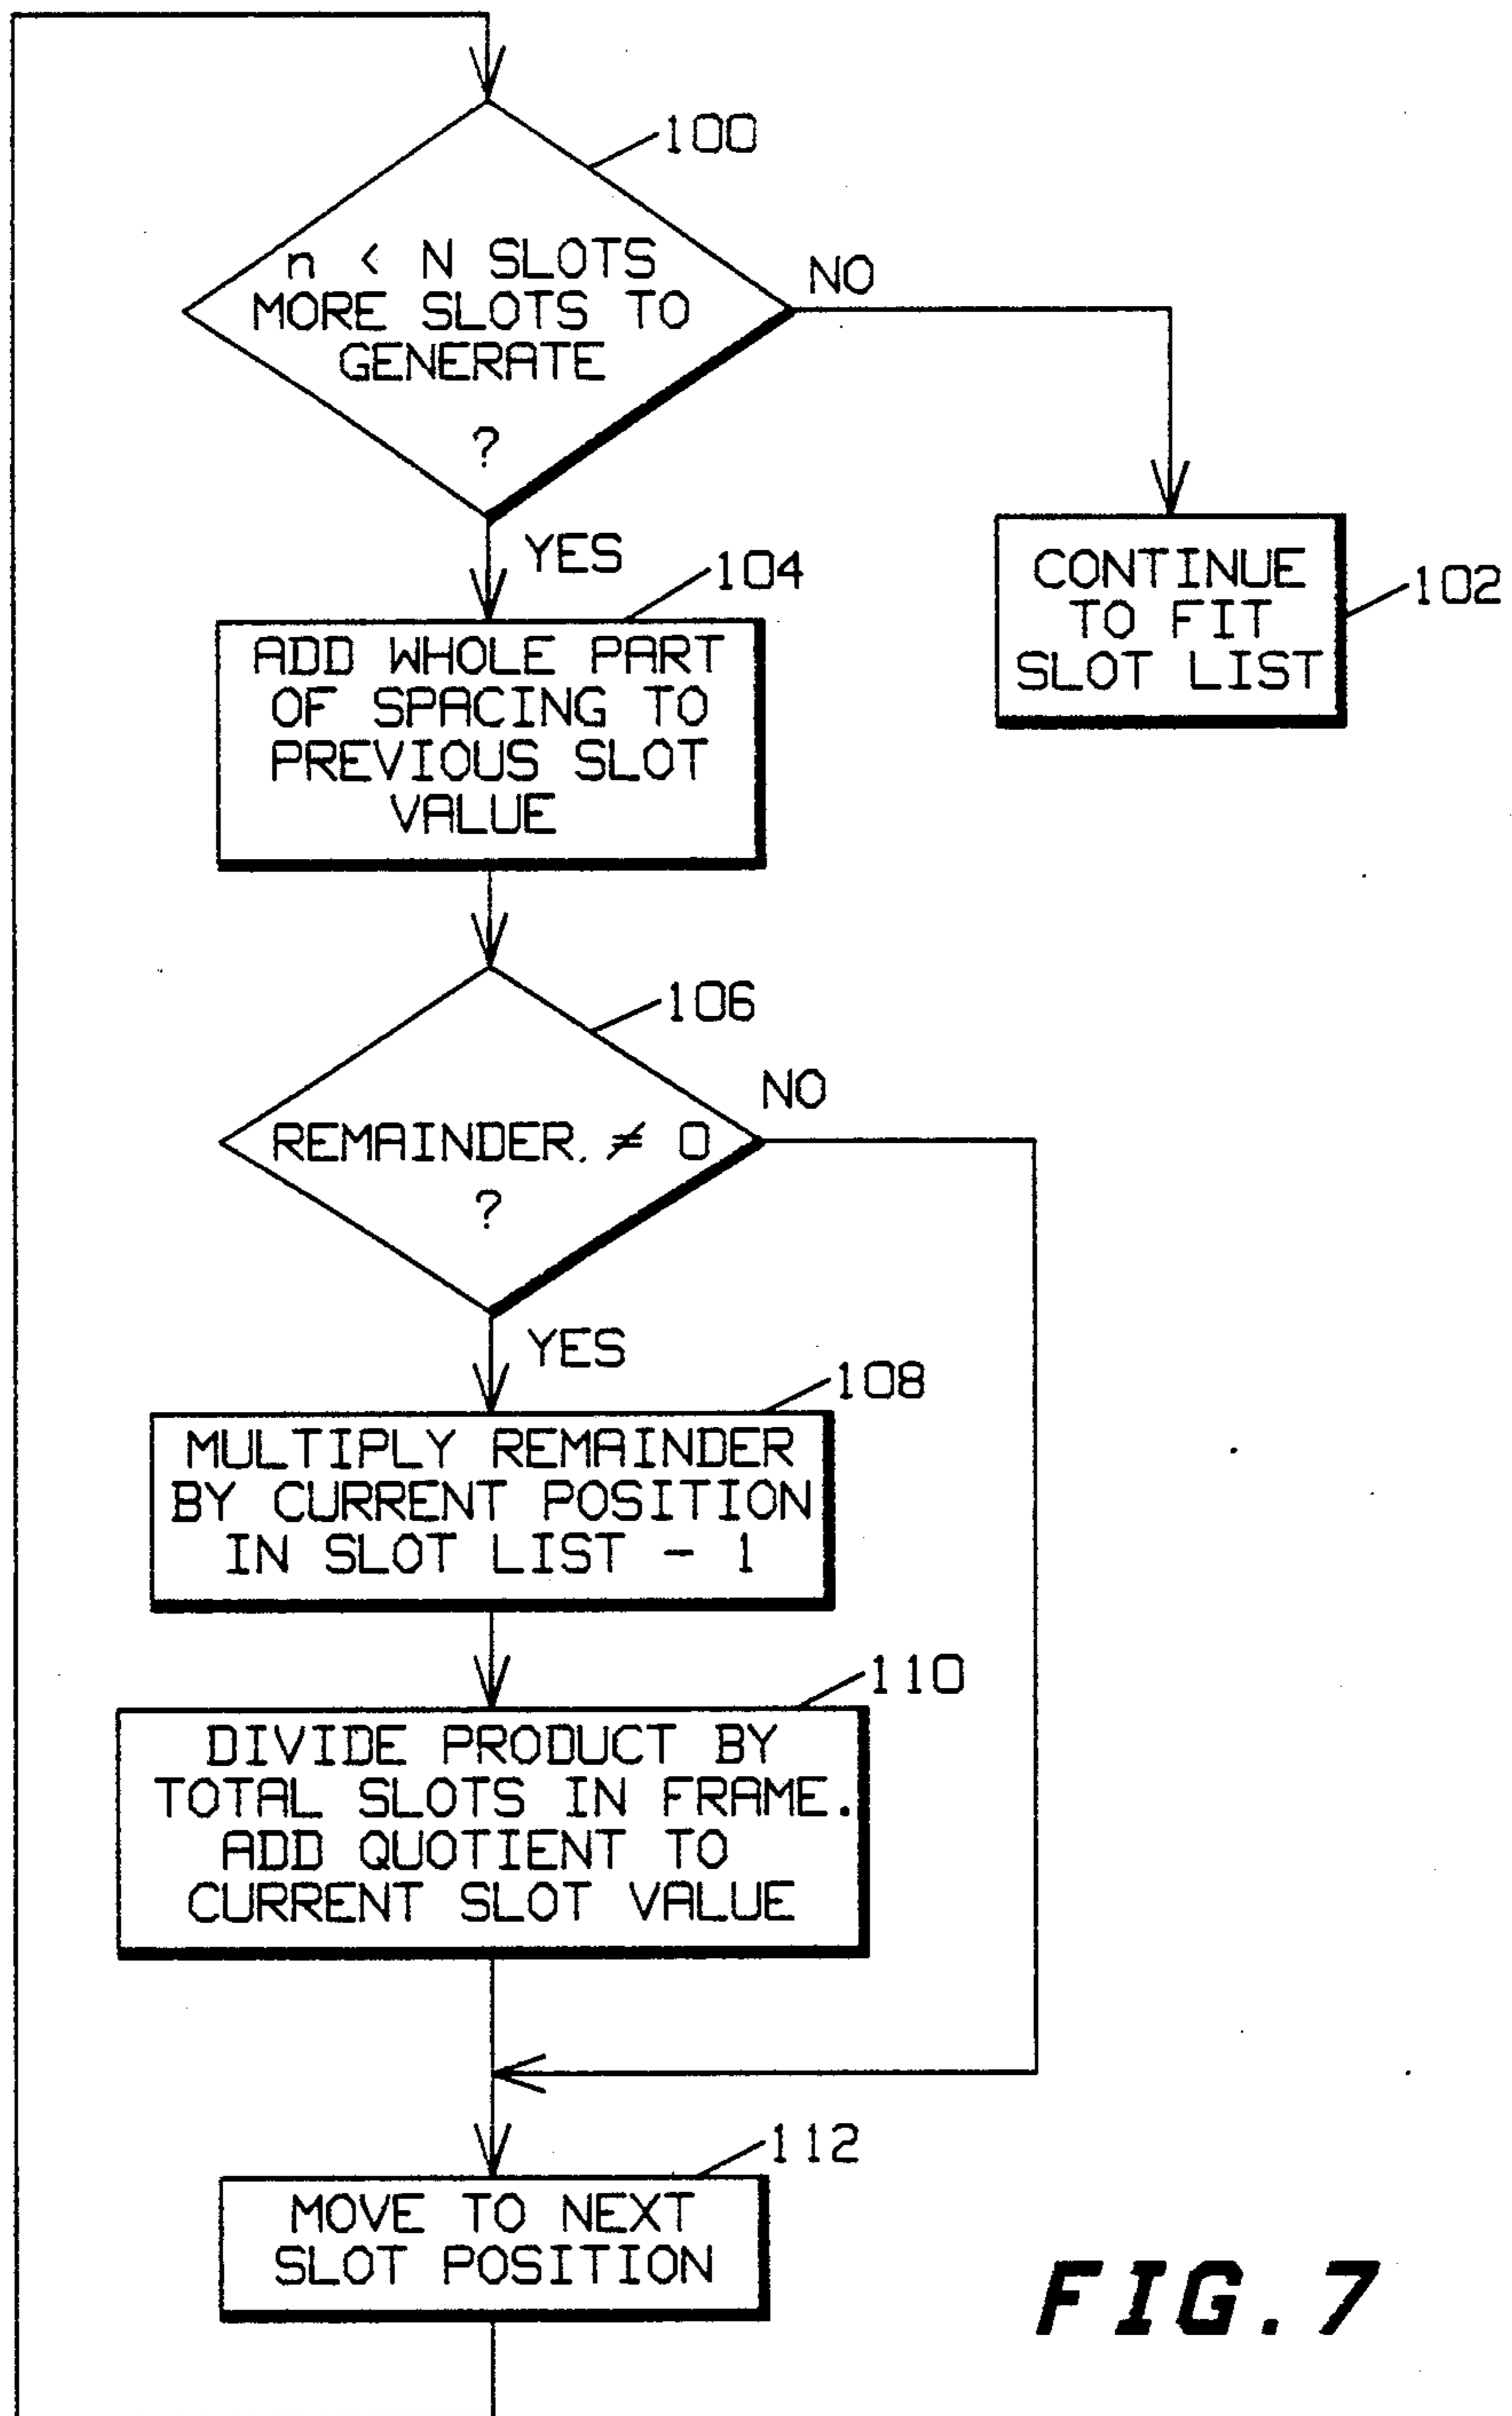 100
n < N SLOTS
MORE SLOTS TO
GENERATE
?
NO
YES
CONTINUE
TO FIT
SLOT LIST
102
104
ADD WHOLE PART
OF SPACING TO
PREVIOUS SLOT
VALUE
106
REMAINDER ≠ 0
?
NO
YES
108
MULTIPLY REMAINDER
BY CURRENT POSITION
IN SLOT LIST - 1
110
DIVIDE PRODUCT BY
TOTAL SLOTS IN FRAME.
ADD QUOTIENT TO
CURRENT SLOT VALUE
112
MOVE TO NEXT
SLOT POSITION
FIG. 7